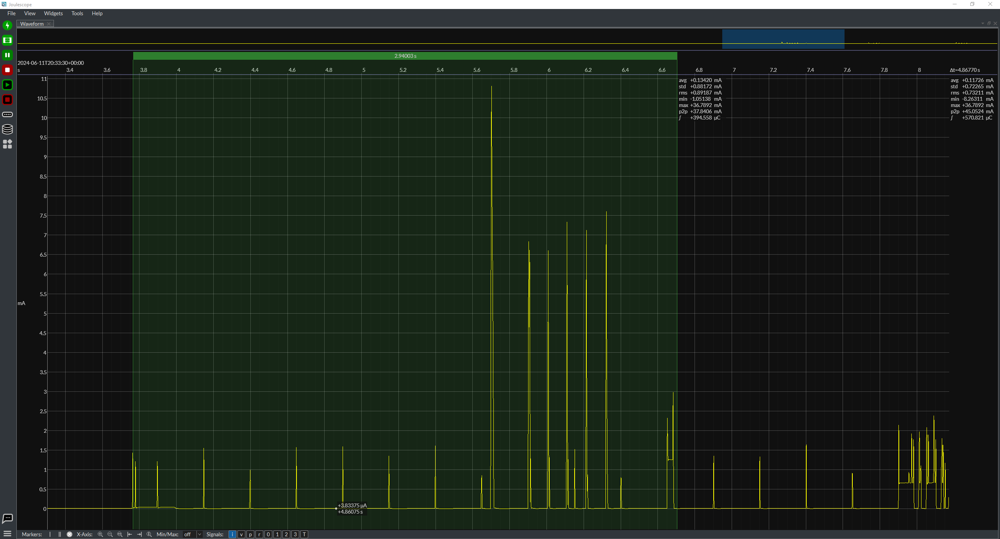 Joulescope
File View Widgets Tools Help
Waveform
2.94003 s
2024-06-11T20:33:30+00:00
s 3.4 3.6 3.8 4 4.2 4.4 4.6 4.8 5 5.2 5.4 5.6 5.8 6 6.2 6.4 6.6 6.8 7 7.2 7.4 7.6 7.8 8 Δt=4.86770 s
11
10.5
10
9.5
9
8.5
8
7.5
7
6.5
6
5.5
mA
5
4.5
4
3.5
3
2.5
2
1.5
1
0.5
0
avg +0.13420 mA
std +0.88172 mA
rms +0.89187 mA
min -1.05138 mA
max +36.7892 mA
p2p +37.8406 mA
∫ +394.558 µC
avg +0.11726 mA
std +0.72265 mA
rms +0.73211 mA
min -8.26311 mA
max +36.7892 mA
p2p +45.0524 mA
∫ +570.821 µC
+3.83375 µA
+4.86075 s
Markers: X-Axis: Min/Max: off Signals: i v p r 0 1 2 3 T